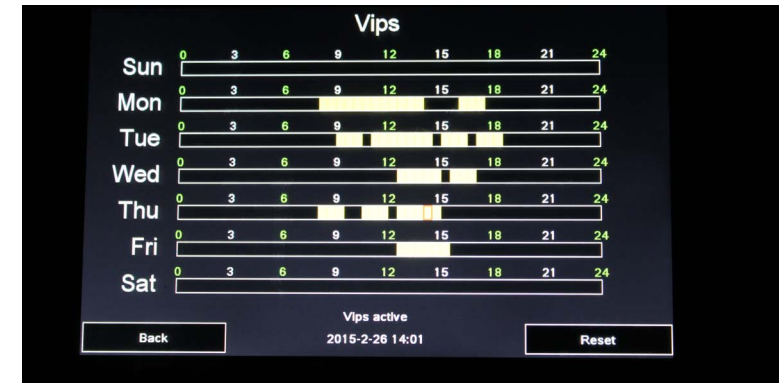 Vips
0 3 6 9 12 15 18 21 24
Sun
0 3 6 9 12 15 18 21 24
Mon
0 3 6 9 12 15 18 21 24
Tue
0 3 6 9 12 15 18 21 24
Wed
0 3 6 9 12 15 18 21 24
Thu
0 3 6 9 12 15 18 21 24
Fri
0 3 6 9 12 15 18 21 24
Sat
Vips active
Back 2015-2-26 14:01 Reset